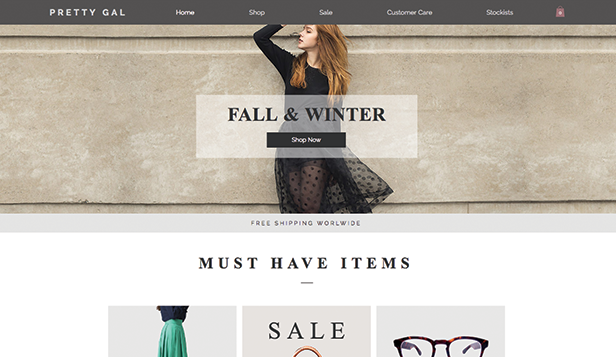 PRETTY GAL Home Shop Sale Customer Care Stockists
FALL & WINTER
Shop Now
FREE SHIPPING WORLWIDE
MUST HAVE ITEMS
SALE